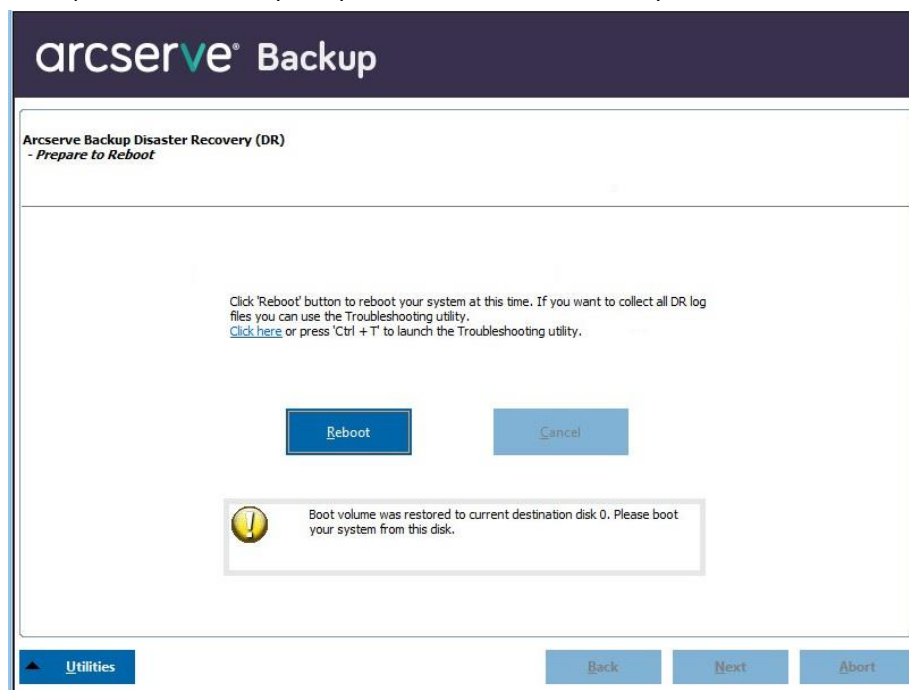 arcserve® Backup
Arcserve Backup Disaster Recovery (DR)
- Prepare to Reboot
Click 'Reboot' button to reboot your system at this time. If you want to collect all DR log
files you can use the Troubleshooting utility.
Click here or press 'Ctrl + T' to launch the Troubleshooting utility.
Reboot Cancel
Boot volume was restored to current destination disk 0. Please boot
your system from this disk.
Utilities Back Next Abort